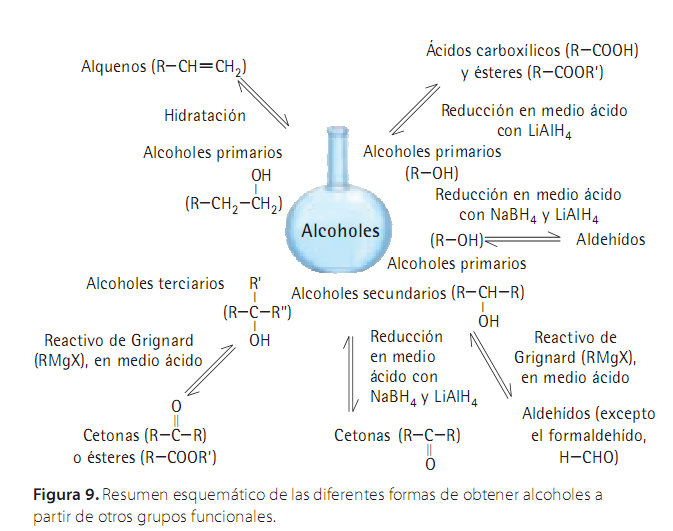 Alquenos (R–CH=CH₂)
Hidratación
Alcoholes primarios
OH
(R–CH₂–CH₂)
Ácidos carboxílicos (R–COOH)
y ésteres (R–COOR')
Reducción en medio ácido
con LiAlH₄
Alcoholes primarios
(R–OH)
Reducción en medio ácido
con NaBH₄ y LiAlH₄
(R–OH)
Aldehídos
Alcoholes primarios
Alcoholes
Alcoholes terciarios
R'
(R–C–R")
OH
Reactivo de Grignard
(RMgX), en medio ácido
O
Cetonas (R–C–R)
o ésteres (R–COOR')
Alcoholes secundarios (R–CH–R)
OH
Reducción
en medio
ácido con
NaBH₄ y LiAlH₄
Cetonas (R–C–R)
O
Reactivo de
Grignard (RMgX),
en medio ácido
Aldehídos (excepto
el formaldehído,
H–CHO)
Figura 9. Resumen esquemático de las diferentes formas de obtener alcoholes a
partir de otros grupos funcionales.